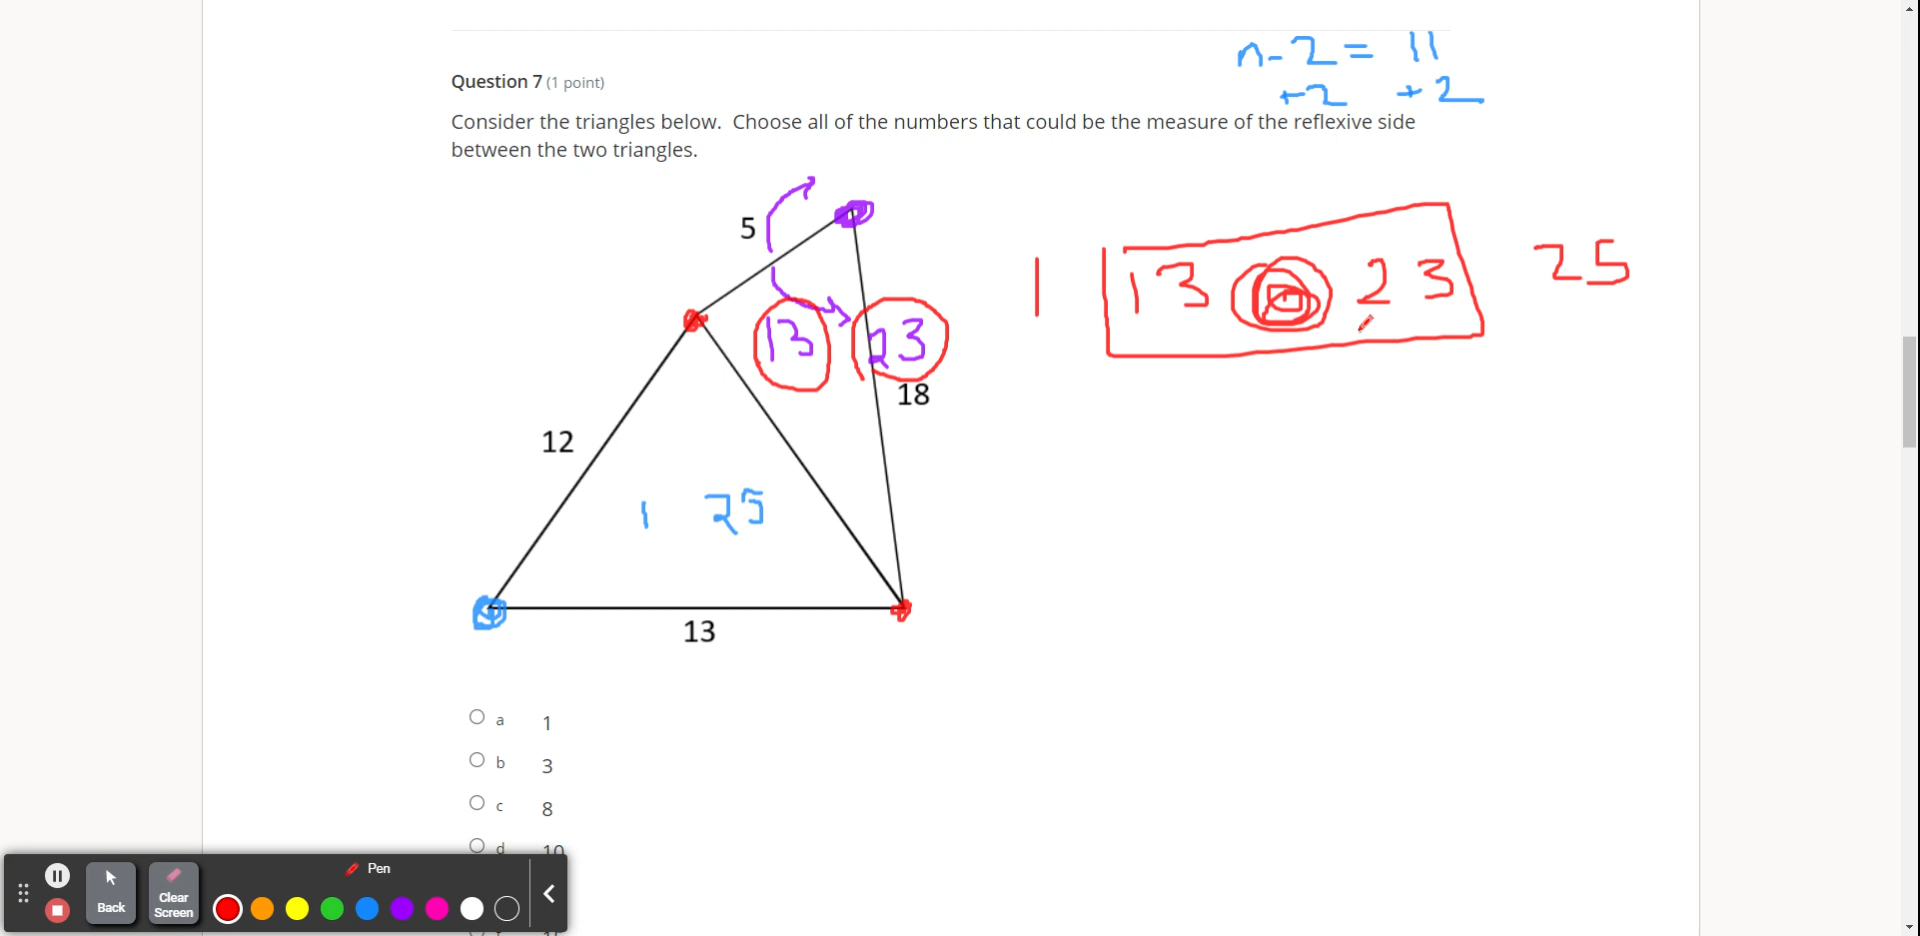 n-2 = 11
+2 +2
Question 7 (1 point)
Consider the triangles below. Choose all of the numbers that could be the measure of the reflexive side
between the two triangles.
5
13 23
1 13 23 25
18
12
1 25
13
a 1
b 3
c 8
d 10
Pen
Back
Clear
Screen